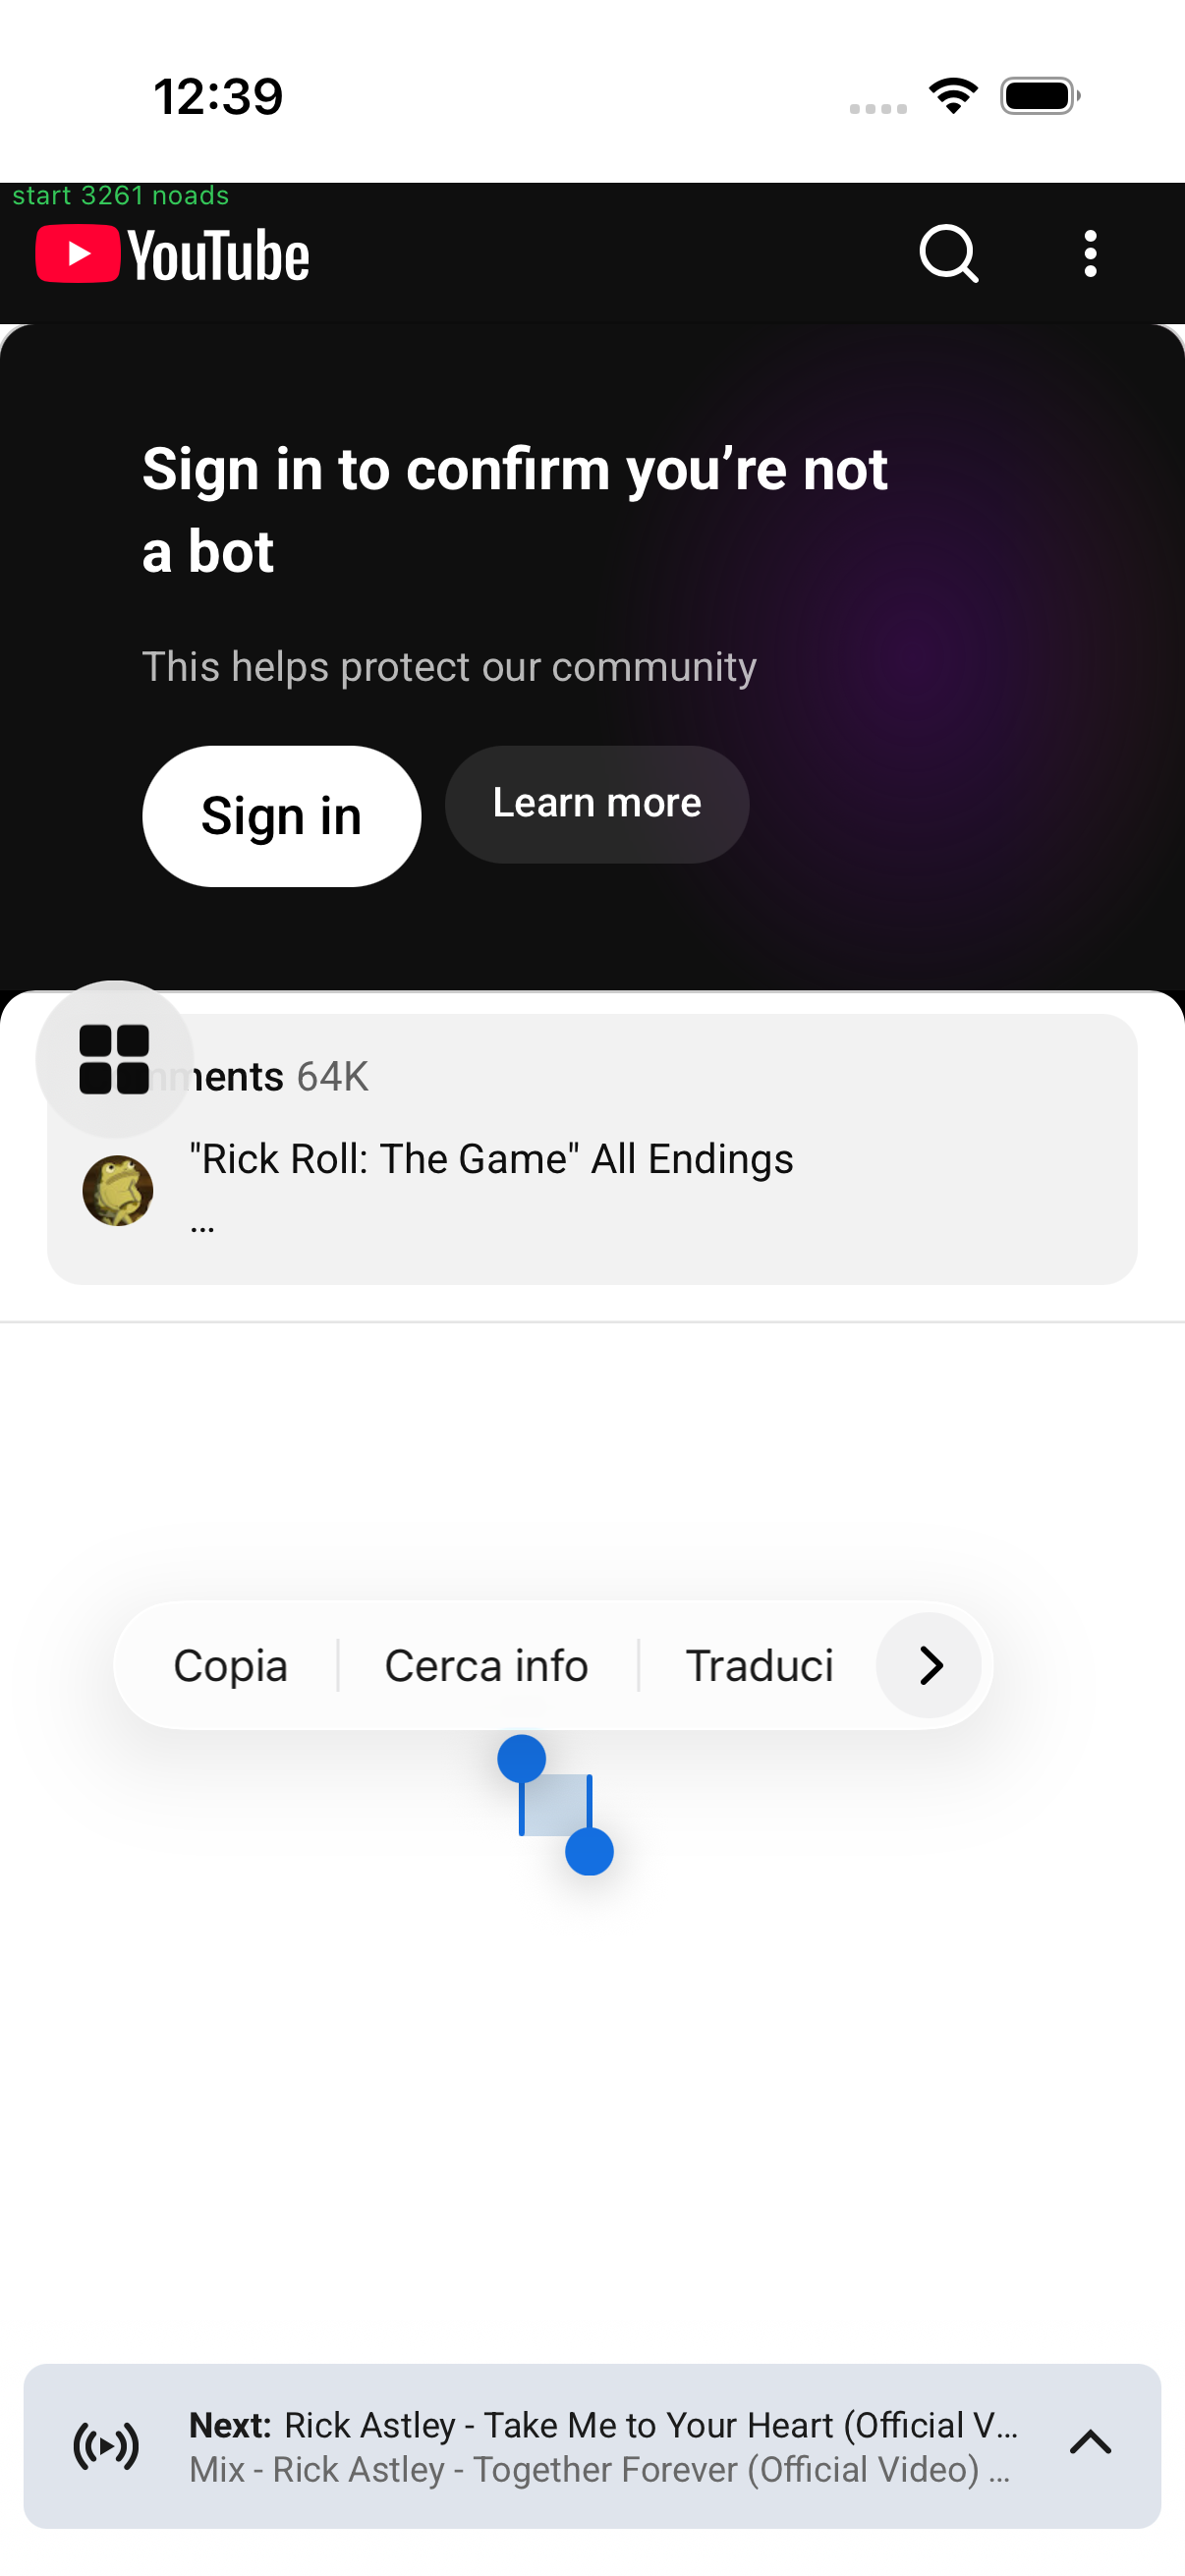 12:39
start 3261 noads
YouTube
Sign in to confirm you’re not
a bot
This helps protect our community
Sign in
Learn more
ments 64K
"Rick Roll: The Game" All Endings
...
Copia
Cerca info
Traduci
Next: Rick Astley - Take Me to Your Heart (Official V...
Mix - Rick Astley - Together Forever (Official Video) ...